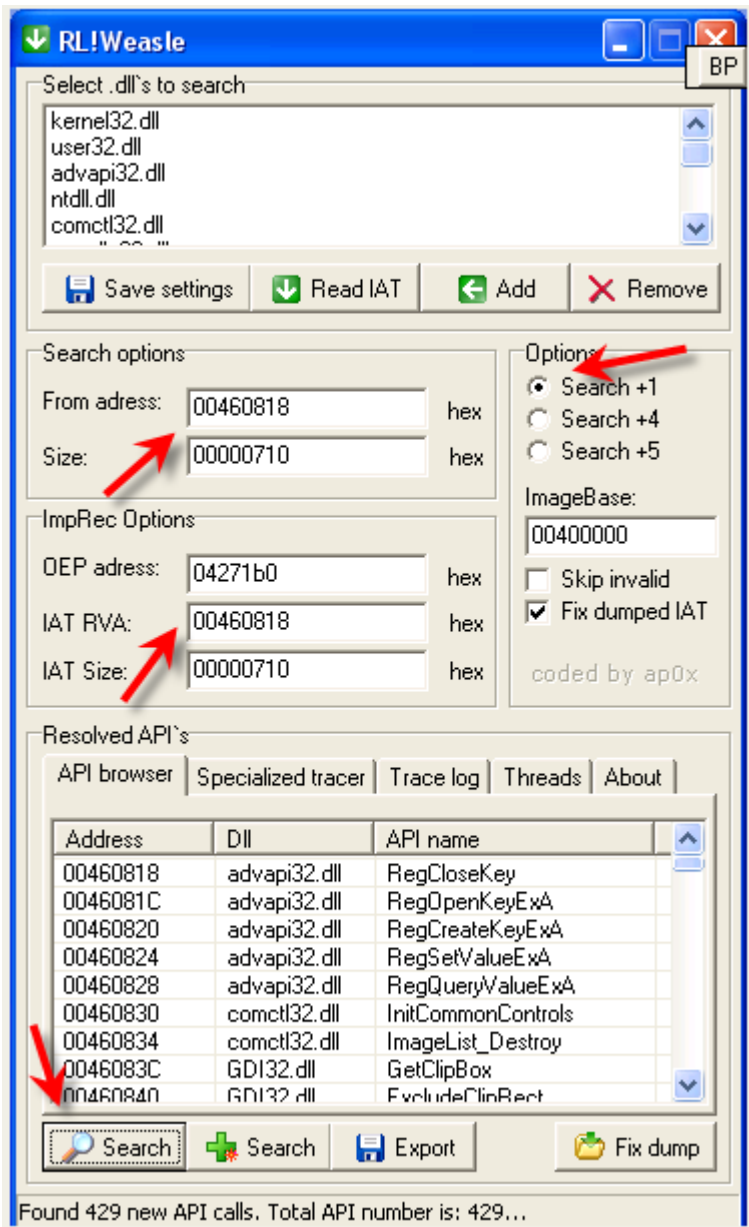 RL!Weasle
BP
Select .dll`s to search
kernel32.dll
user32.dll
advapi32.dll
ntdll.dll
comctl32.dll
Save settings
Read IAT
Add
Remove
Search options
From adress: 00460818 hex
Size: 00000710 hex
Options
Search +1
Search +4
Search +5
ImageBase:
00400000
Skip invalid
Fix dumped IAT
coded by ap0x
ImpRec Options
OEP adress: 04271b0 hex
IAT RVA: 00460818 hex
IAT Size: 00000710 hex
Resolved API`s
API browser Specialized tracer Trace log Threads About
Address Dll API name
00460818 advapi32.dll RegCloseKey
0046081C advapi32.dll RegOpenKeyExA
00460820 advapi32.dll RegCreateKeyExA
00460824 advapi32.dll RegSetValueExA
00460828 advapi32.dll RegQueryValueExA
00460830 comctl32.dll InitCommonControls
00460834 comctl32.dll ImageList_Destroy
0046083C GDI32.dll GetClipBox
00460840 GDI32.dll ExcludeClipRect
Search
Search
Export
Fix dump
Found 429 new API calls. Total API number is: 429...